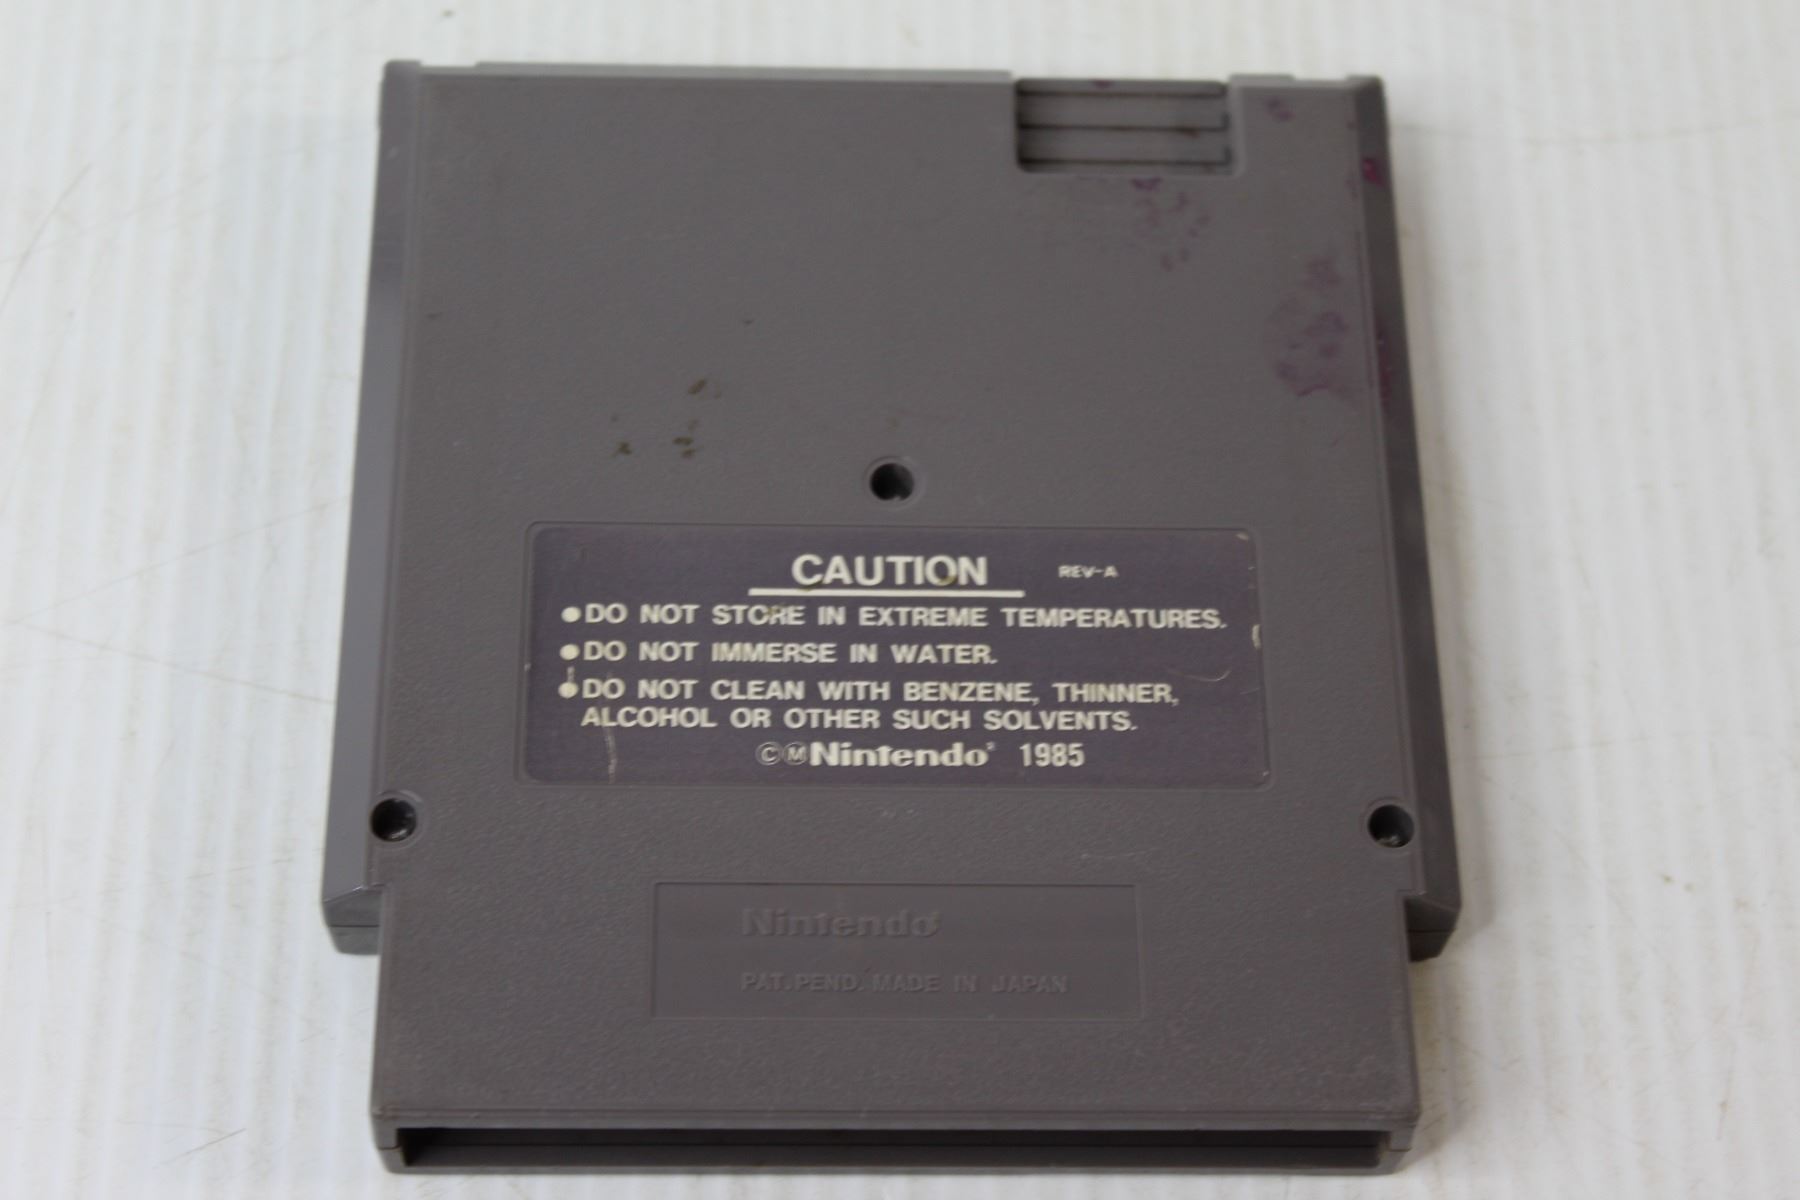 CAUTION REV-A
●DO NOT STORE IN EXTREME TEMPERATURES.
●DO NOT IMMERSE IN WATER.
●DO NOT CLEAN WITH BENZENE, THINNER,
ALCOHOL OR OTHER SUCH SOLVENTS.
©ⓂNintendo® 1985
Nintendo®
PAT. PEND. MADE IN JAPAN